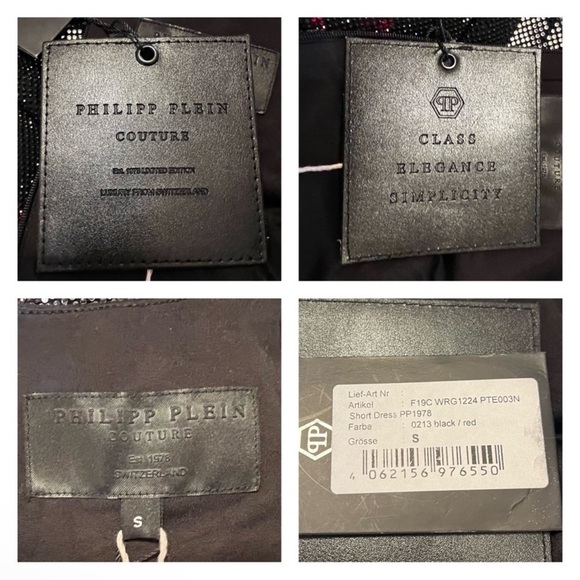 PHILIPP PLEIN
COUTURE
Est. 1978 LIMITED EDITION
LUXURY FROM SWITZERLAND
PLEIN
CLASS
ELEGANCE
SIMPLICITY
PHILIPP PLEIN
COUTURE
Est. 1978
SWITZERLAND
S
Lief-Art Nr :
Artikel : F19C WRG1224 PTE003N
Short Dress PP1978
Farbe : 0213 black / red
Grösse S
4 062156 976550